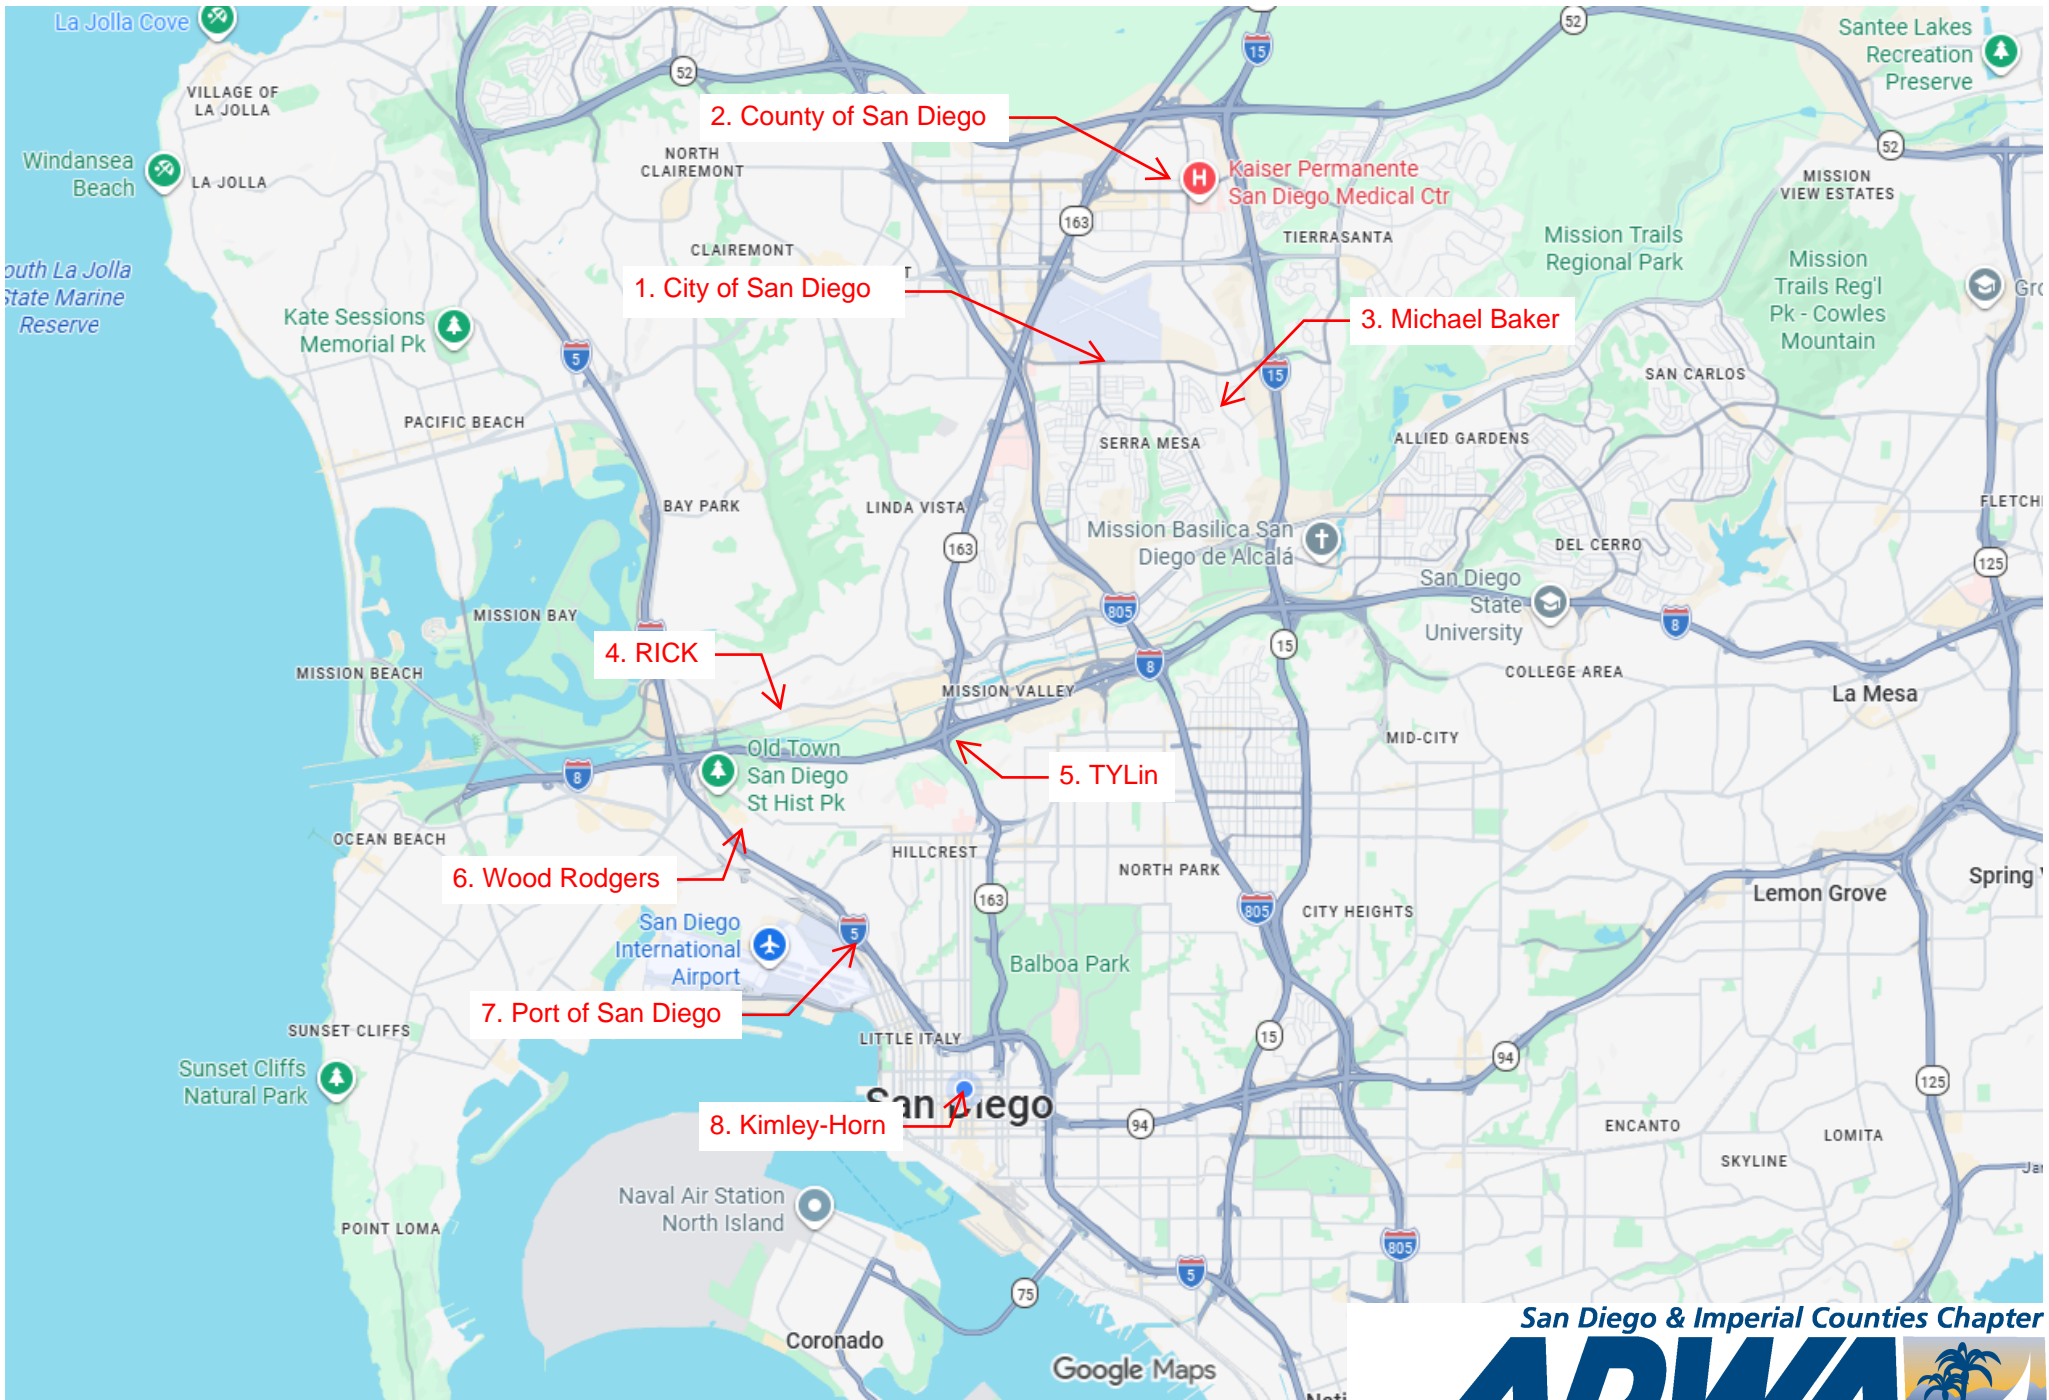 La Jolla Cove
52
15
52
Santee Lakes
Recreation
Preserve
VILLAGE OF
LA JOLLA
2. County of San Diego
Windansea
Beach
LA JOLLA
NORTH
CLAIREMONT
52
H
Kaiser Permanente
San Diego Medical Ctr
MISSION
VIEW ESTATES
163
TIERRASANTA
Mission Trails
Regional Park
CLAIREMONT
T
outh La Jolla
State Marine
Reserve
1. City of San Diego
Mission
Trails Reg'l
Pk - Cowles
Mountain
Gro
Kate Sessions
Memorial Pk
3. Michael Baker
5
15
SAN CARLOS
PACIFIC BEACH
SERRA MESA
ALLIED GARDENS
BAY PARK
LINDA VISTA
FLETCH
Mission Basilica San
Diego de Alcalá
163
DEL CERRO
125
San Diego
State
University
MISSION BAY
805
8
4. RICK
15
8
MISSION BEACH
COLLEGE AREA
MISSION VALLEY
La Mesa
MID-CITY
Old Town
San Diego
St Hist Pk
8
5. TYLin
OCEAN BEACH
HILLCREST
NORTH PARK
6. Wood Rodgers
Lemon Grove
Spring
163
805
CITY HEIGHTS
San Diego
International
Airport
5
Balboa Park
7. Port of San Diego
SUNSET CLIFFS
LITTLE ITALY
15
94
Sunset Cliffs
Natural Park
125
San Diego
8. Kimley-Horn
94
ENCANTO
LOMITA
SKYLINE
Ja
Naval Air Station
North Island
POINT LOMA
805
5
75
Coronado
Google Maps
San Diego & Imperial Counties Chapter
APWA